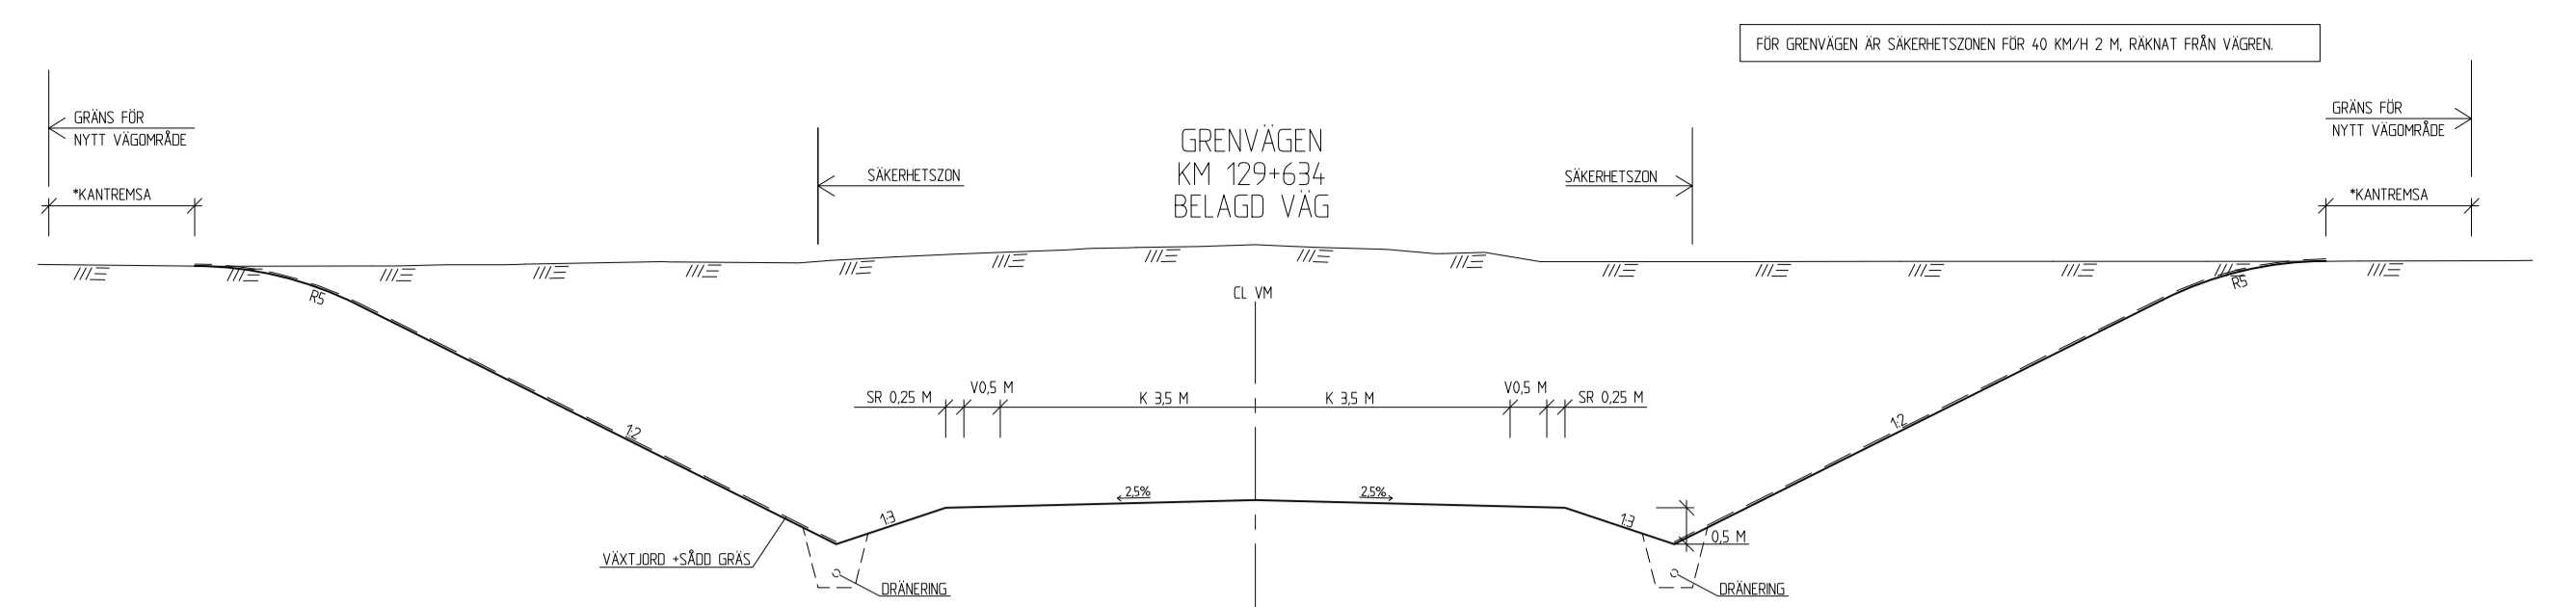 FÖR GRENVÄGEN ÄR SÄKERHETSZONEN FÖR 40 KM/H 2 M, RÄKNAT FRÅN VÄGREN.
GRÄNS FÖR
NYTT VÄGOMRÅDE
GRÄNS FÖR
NYTT VÄGOMRÅDE
GRENVÄGEN
KM 129+634
BELAGD VÄG
SÄKERHETSZON
SÄKERHETSZON
*KANTREMSA
*KANTREMSA
R5
R5
CL VM
SR 0,25 M
V0,5 M
K 3,5 M
K 3,5 M
V0,5 M
SR 0,25 M
1:2
1:2
2,5%
2,5%
1:3
1:3
0,5 M
VÄXTJORD +SÅDD GRÄS
DRÄNERING
DRÄNERING